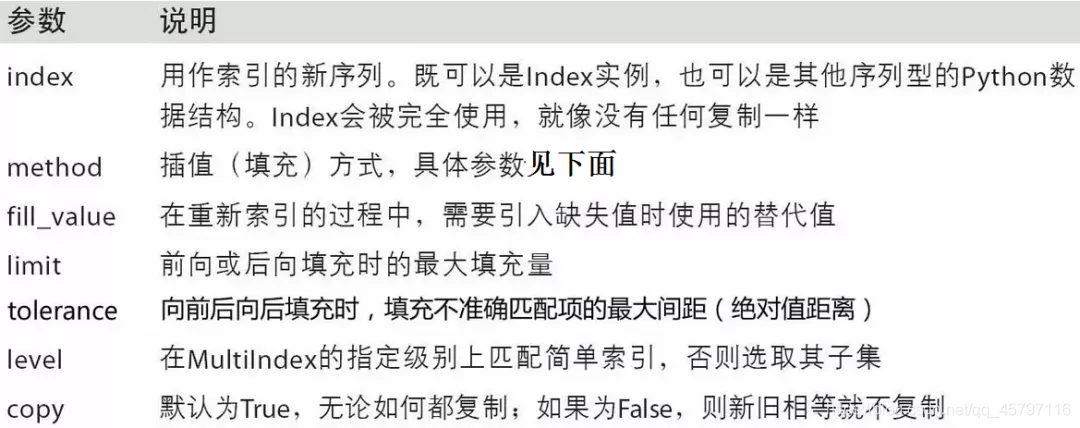 参数 说明
index 用作索引的新序列。既可以是Index实例，也可以是其他序列型的Python数
据结构。Index会被完全使用，就像没有任何复制一样
method 插值（填充）方式，具体参数见下面
fill_value 在重新索引的过程中，需要引入缺失值时使用的替代值
limit 前向或后向填充时的最大填充量
tolerance 向前后向后填充时，填充不准确匹配项的最大间距（绝对值距离）
level 在MultiIndex的指定级别上匹配简单索引，否则选取其子集
copy 默认为True，无论如何都复制；如果为False，则新旧相等就不复制
net/qq_45797116